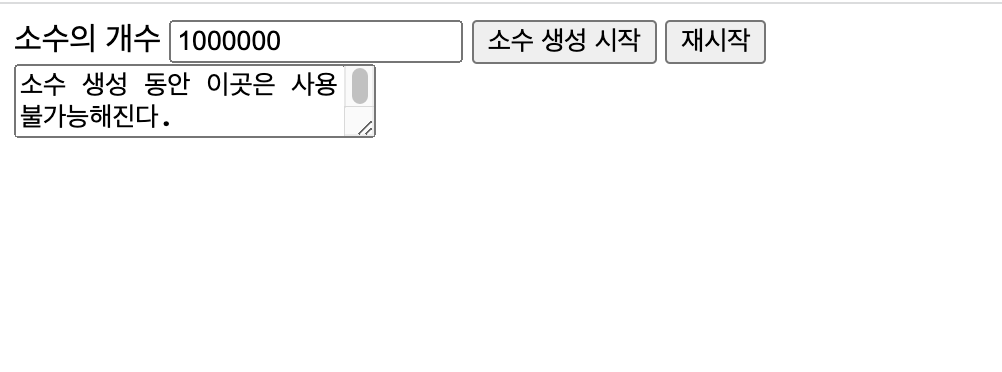 소수의 개수 1000000 소수 생성 시작 재시작
소수 생성 동안 이곳은 사용
불가능해진다.